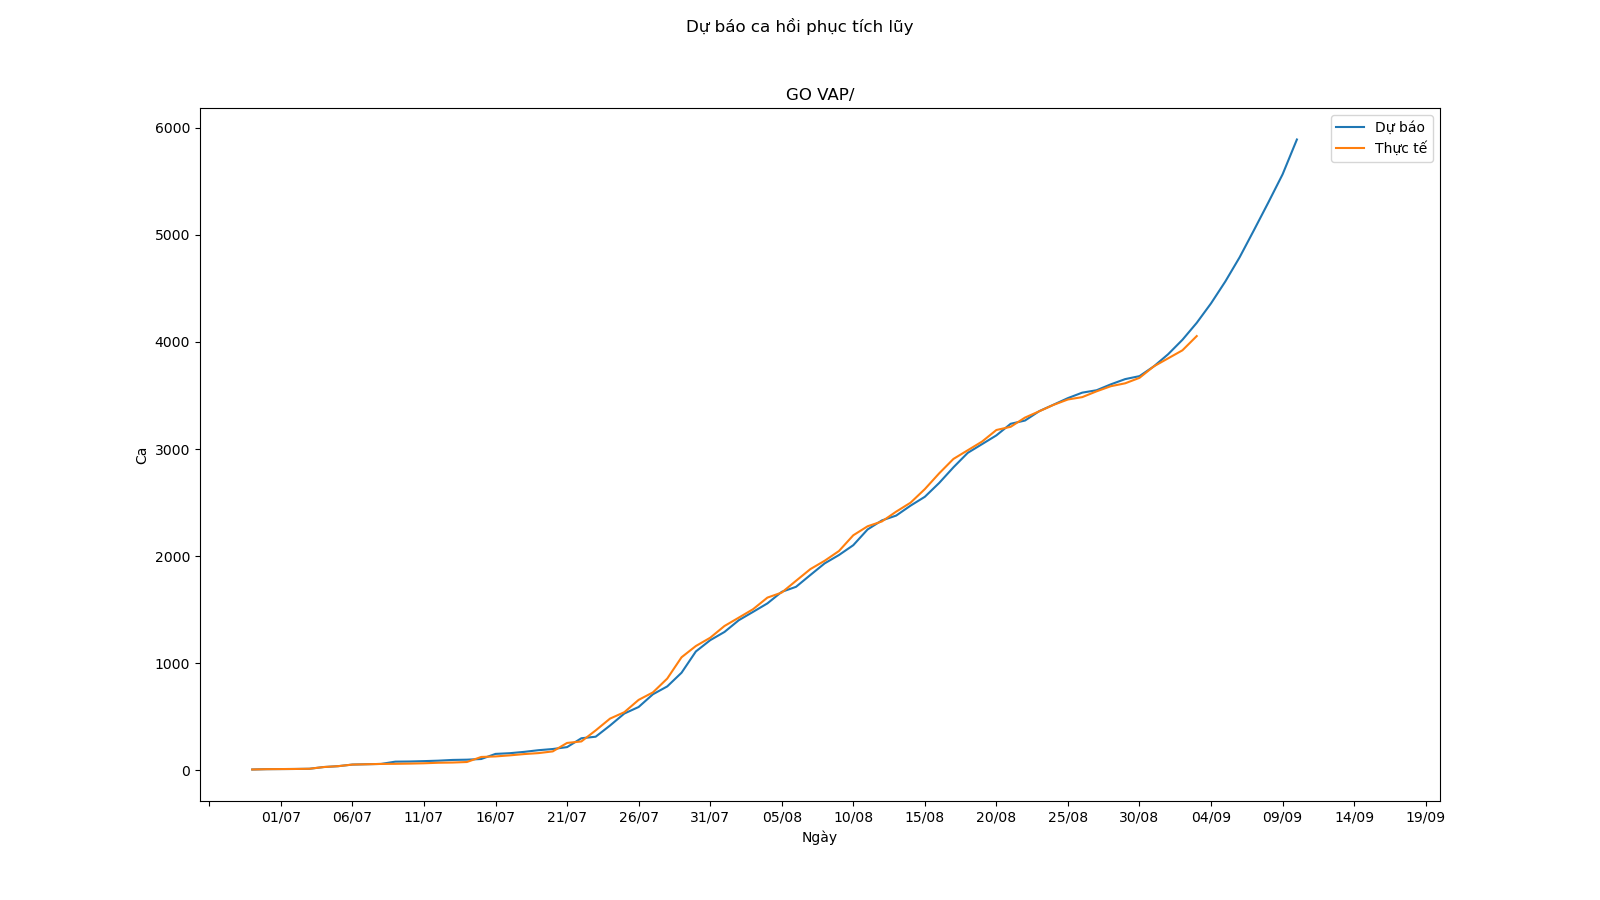 Dự báo ca hồi phục tích lũy
GO VAP/
Dự báo
Thực tế
6000
5000
4000
3000
2000
1000
0
Ca
01/07 06/07 11/07 16/07 21/07 26/07 31/07 05/08 10/08 15/08 20/08 25/08 30/08 04/09 09/09 14/09 19/09
Ngày